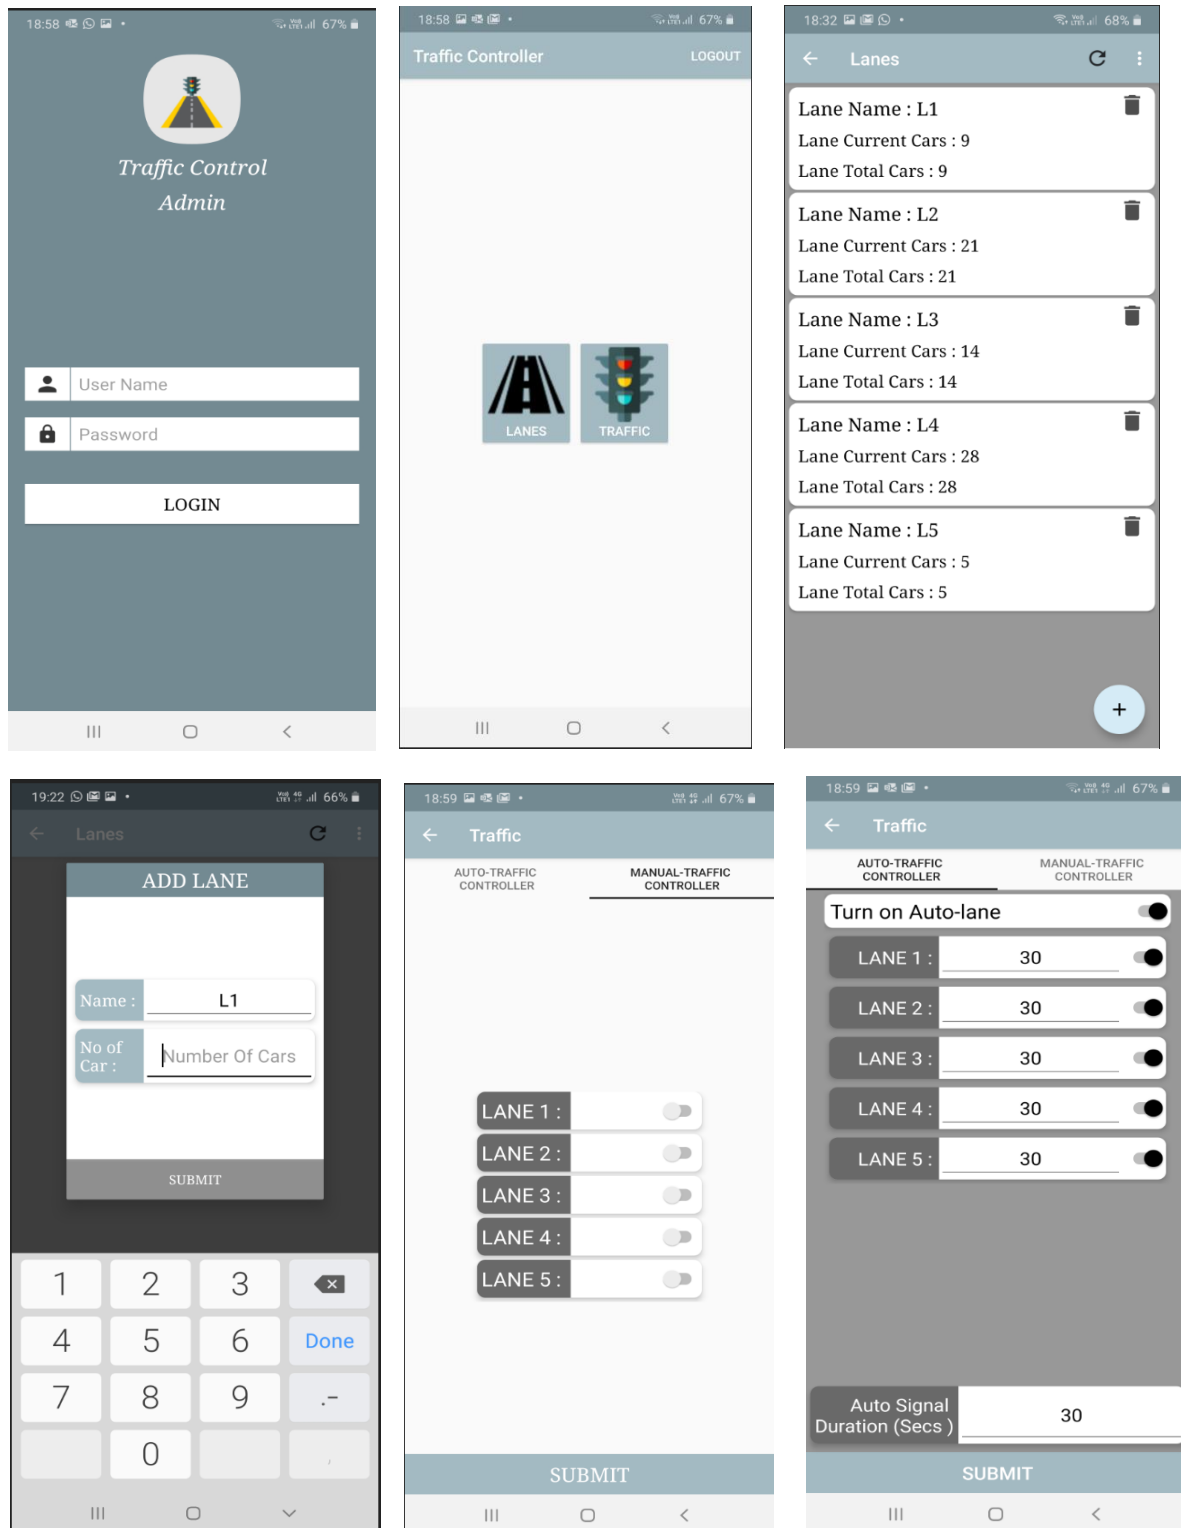 18:58
67%
Traffic Control
Admin
User Name
Password
LOGIN
18:58
67%
Traffic Controller
LOGOUT
LANES
TRAFFIC
18:32
68%
Lanes
Lane Name : L1
Lane Current Cars : 9
Lane Total Cars : 9
Lane Name : L2
Lane Current Cars : 21
Lane Total Cars : 21
Lane Name : L3
Lane Current Cars : 14
Lane Total Cars : 14
Lane Name : L4
Lane Current Cars : 28
Lane Total Cars : 28
Lane Name : L5
Lane Current Cars : 5
Lane Total Cars : 5
+
19:22
66%
Lanes
ADD LANE
Name : L1
No of
Car :
Number Of Cars
SUBMIT
1 2 3
4 5 6 Done
7 8 9 .-
0 ,
18:59
67%
Traffic
AUTO-TRAFFIC
CONTROLLER
MANUAL-TRAFFIC
CONTROLLER
LANE 1 :
LANE 2 :
LANE 3 :
LANE 4 :
LANE 5 :
SUBMIT
18:59
67%
Traffic
AUTO-TRAFFIC
CONTROLLER
MANUAL-TRAFFIC
CONTROLLER
Turn on Auto-lane
LANE 1 : 30
LANE 2 : 30
LANE 3 : 30
LANE 4 : 30
LANE 5 : 30
Auto Signal
Duration (Secs )
30
SUBMIT